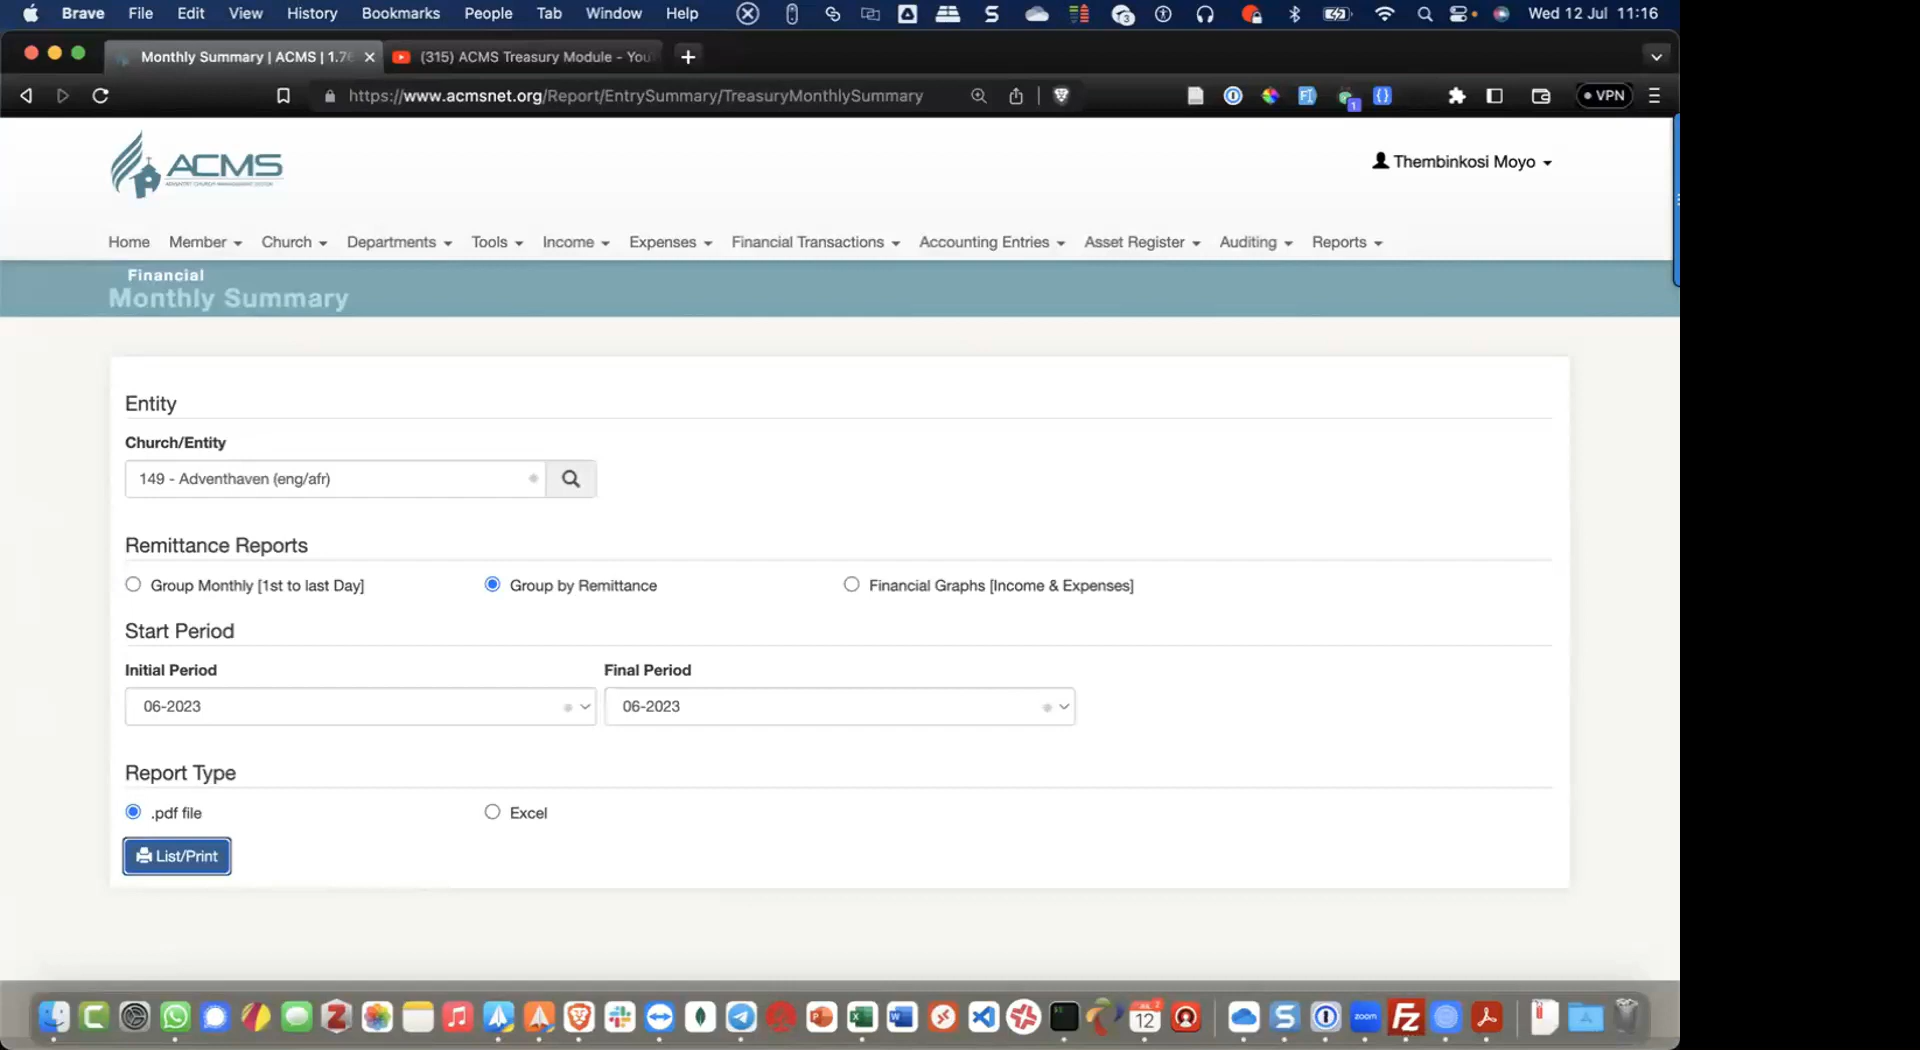 Brave File Edit View History Bookmarks People Tab Window Help Wed 12 Jul 11:16
Monthly Summary | ACMS | 1.76 (315) ACMS Treasury Module - You
https://www.acmsnet.org/Report/EntrySummary/TreasuryMonthlySummary VPN
ACMS
Thembinkosi Moyo
Home Member Church Departments Tools Income Expenses Financial Transactions Accounting Entries Asset Register Auditing Reports
Financial
Monthly Summary
Entity
Church/Entity
149 - Adventhaven (eng/afr)
Remittance Reports
Group Monthly [1st to last Day] Group by Remittance Financial Graphs [Income & Expenses]
Start Period
Initial Period Final Period
06-2023 06-2023
Report Type
.pdf file Excel
List/Print
12 zoom Fz